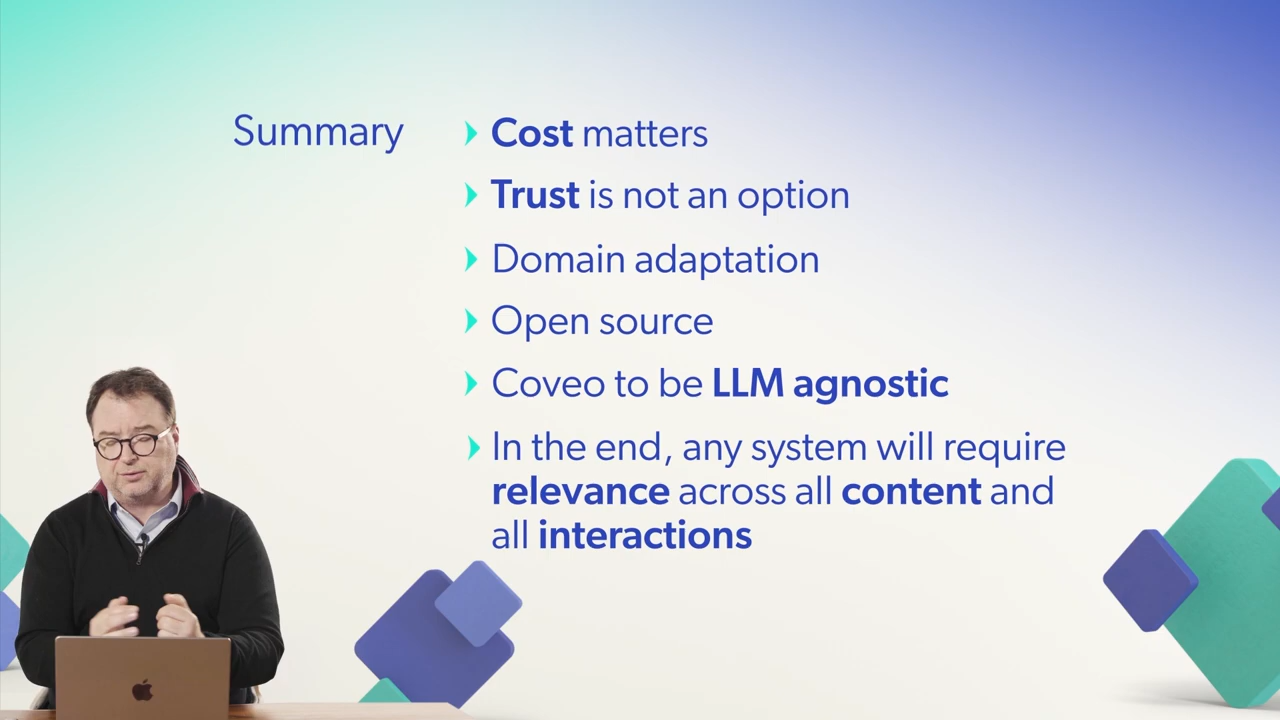 Summary
Cost matters
Trust is not an option
Domain adaptation
Open source
Coveo to be LLM agnostic
In the end, any system will require
relevance across all content and
all interactions